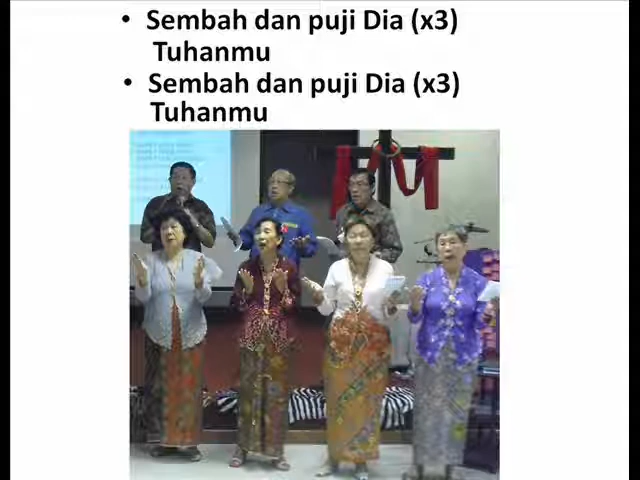 • Sembah dan puji Dia (x3)
Tuhanmu
• Sembah dan puji Dia (x3)
Tuhanmu